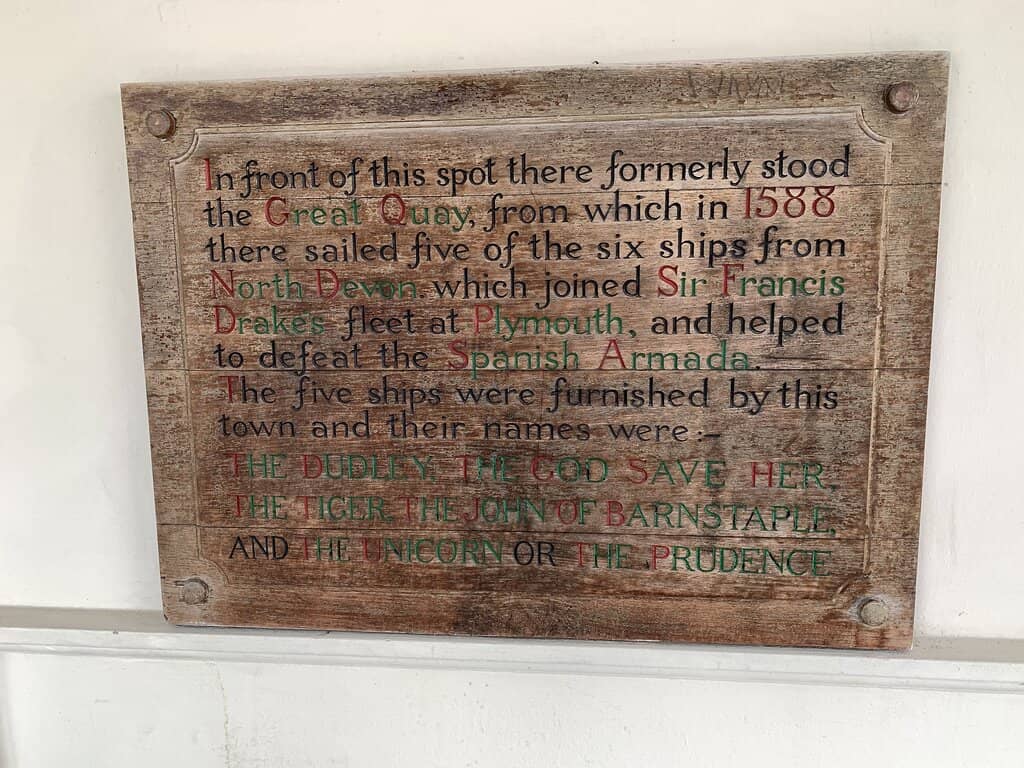 In front of this spot there formerly stood
the Great Quay, from which in 1588
there sailed five of the six ships from
North Devon. which joined Sir Francis
Drake's fleet at Plymouth, and helped
to defeat the Spanish Armada.
The five ships were furnished by this
town and their names were :-
THE DUDLEY, THE GOD SAVE HER,
THE TIGER, THE JOHN OF BARNSTAPLE,
AND THE UNICORN OR THE PRUDENCE